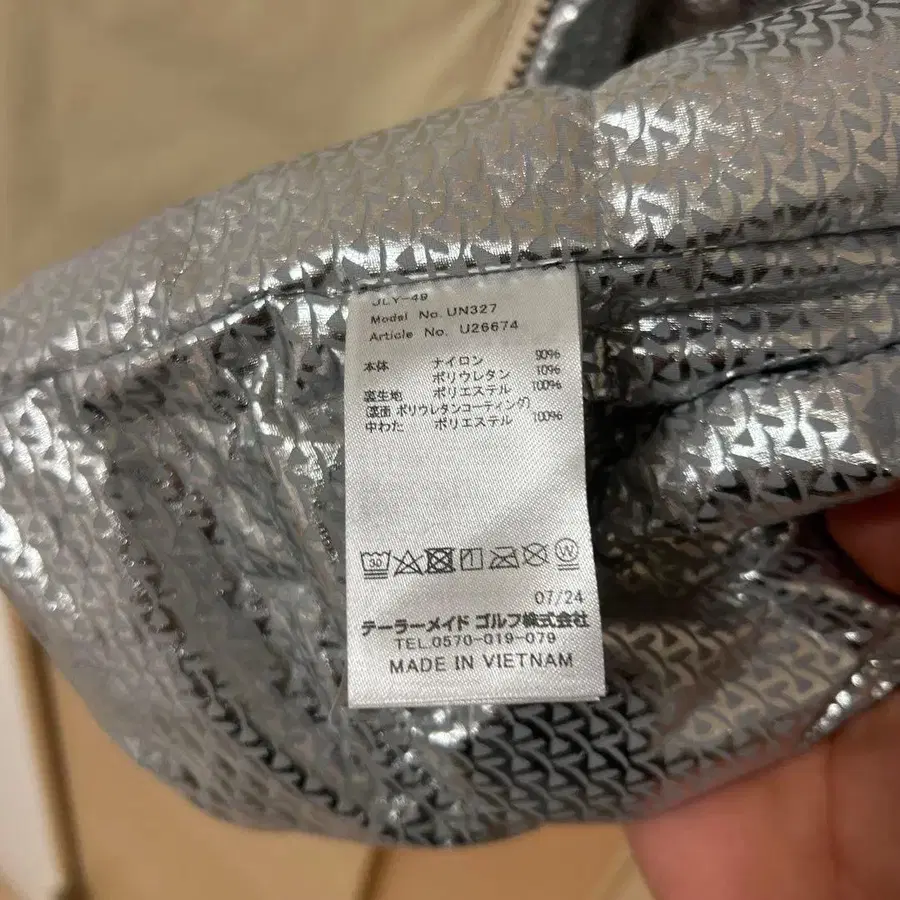 JLY-49
Model No. UN327
Article No. U26674
本体 ナイロン 90%
ポリウレタン 10%
裏生地 ポリエステル 100%
(裏面 ポリウレタンコーティング)
中わた ポリエステル 100%
30
W
07/24
テーラーメイド ゴルフ株式会社
TEL.0570-019-079
MADE IN VIETNAM